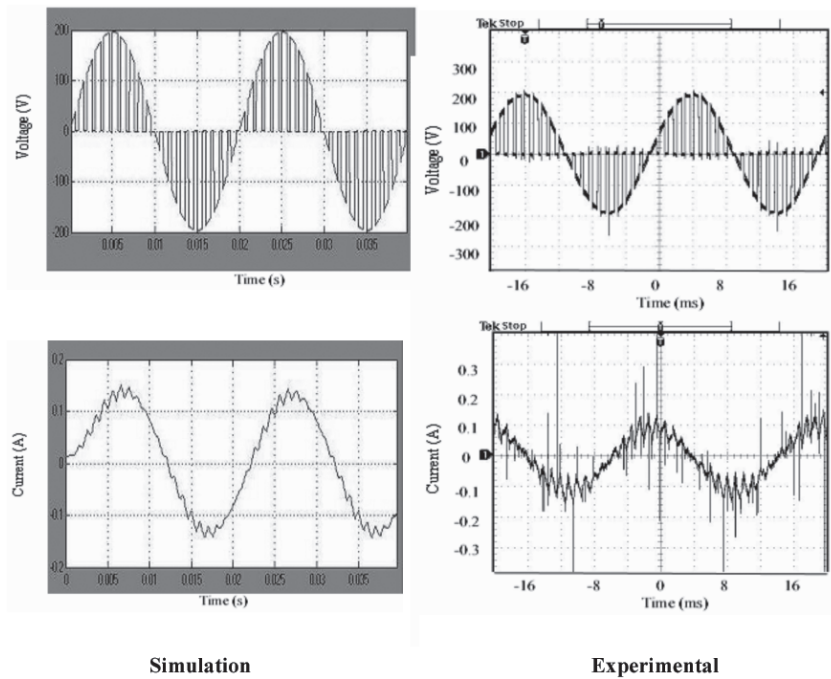 200
100
0
-100
-200
Voltage (V)
0.005 0.01 0.015 0.02 0.025 0.03 0.035
Time (s)
Tek Stop
T
300
200
100
0
-100
-200
-300
Voltage (V)
1
-16 -8 0 8 16
Time (ms)
0.2
0.1
0
-0.1
-0.2
Current (A)
0 0.005 0.01 0.015 0.02 0.025 0.03 0.035
Time (s)
Tek Stop
T
0.3
0.2
0.1
0
-0.1
-0.2
-0.3
Current (A)
1
-16 -8 0 8 16 20
Time (ms)
Simulation
Experimental